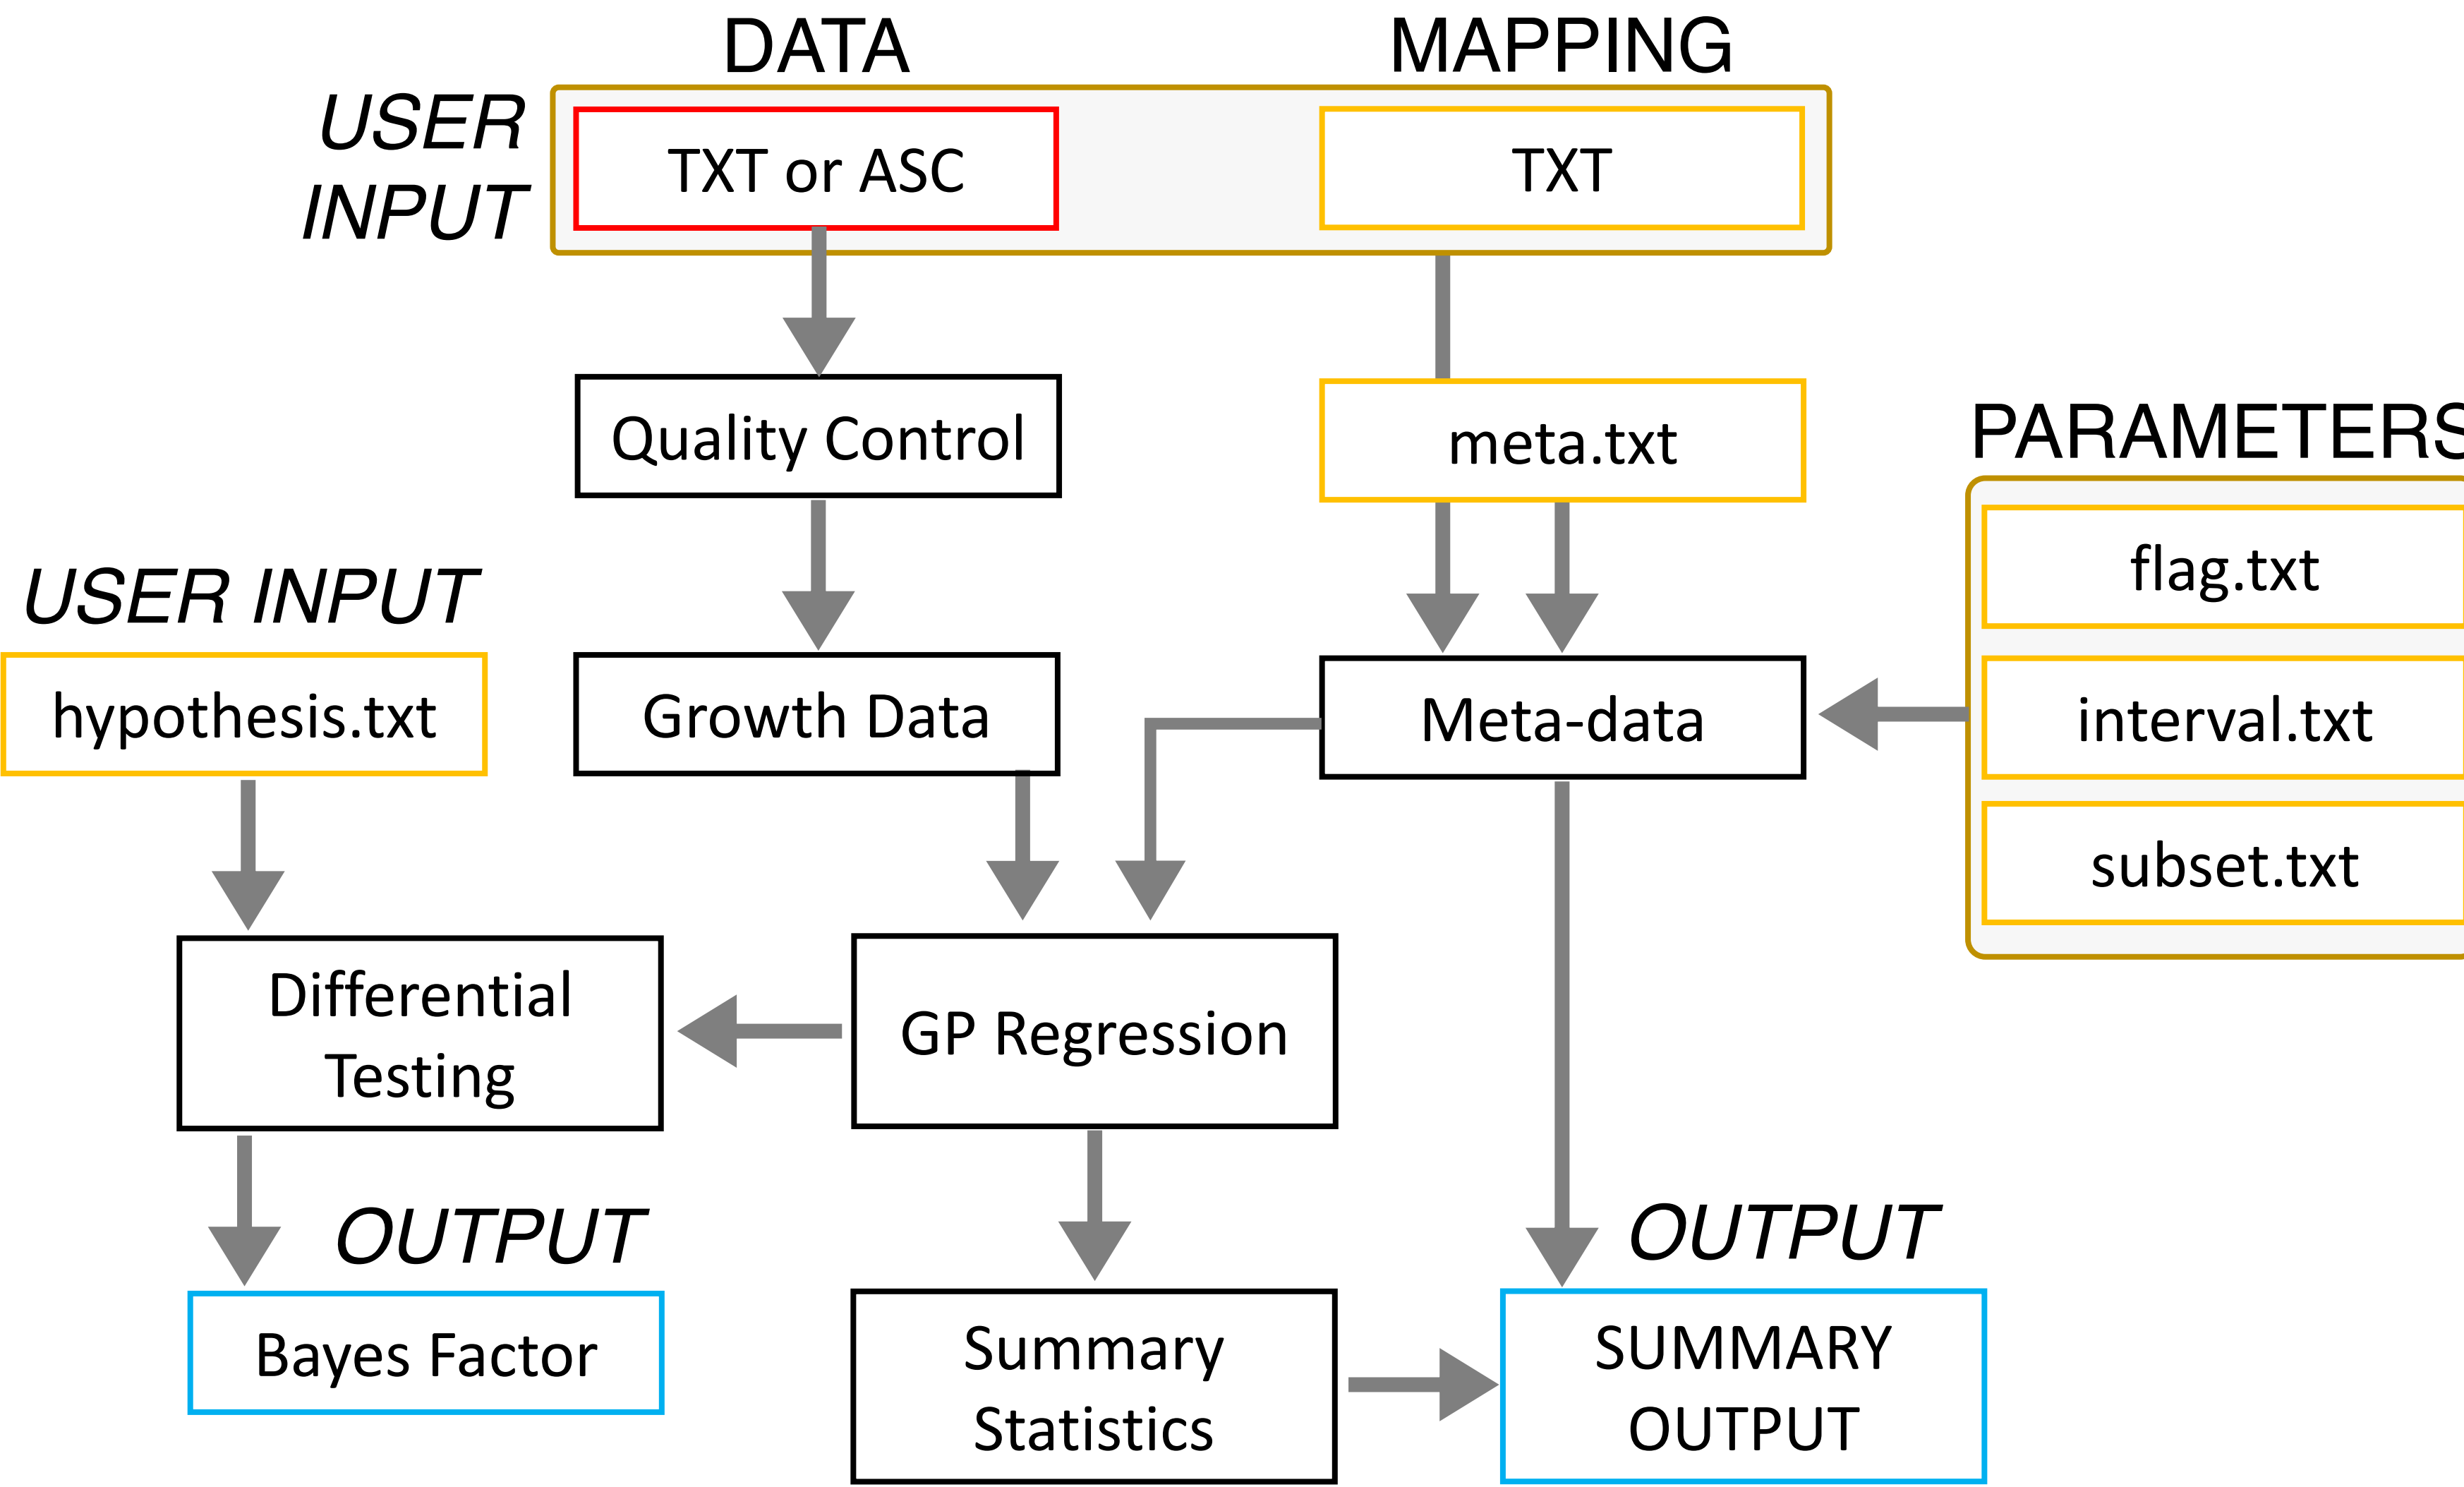 DATA
MAPPING
USER
INPUT
TXT or ASC
TXT
Quality Control
meta.txt
PARAMETERS
flag.txt
USER INPUT
hypothesis.txt
Growth Data
Meta-data
interval.txt
subset.txt
Differential
Testing
GP Regression
OUTPUT
OUTPUT
Bayes Factor
Summary
Statistics
SUMMARY
OUTPUT